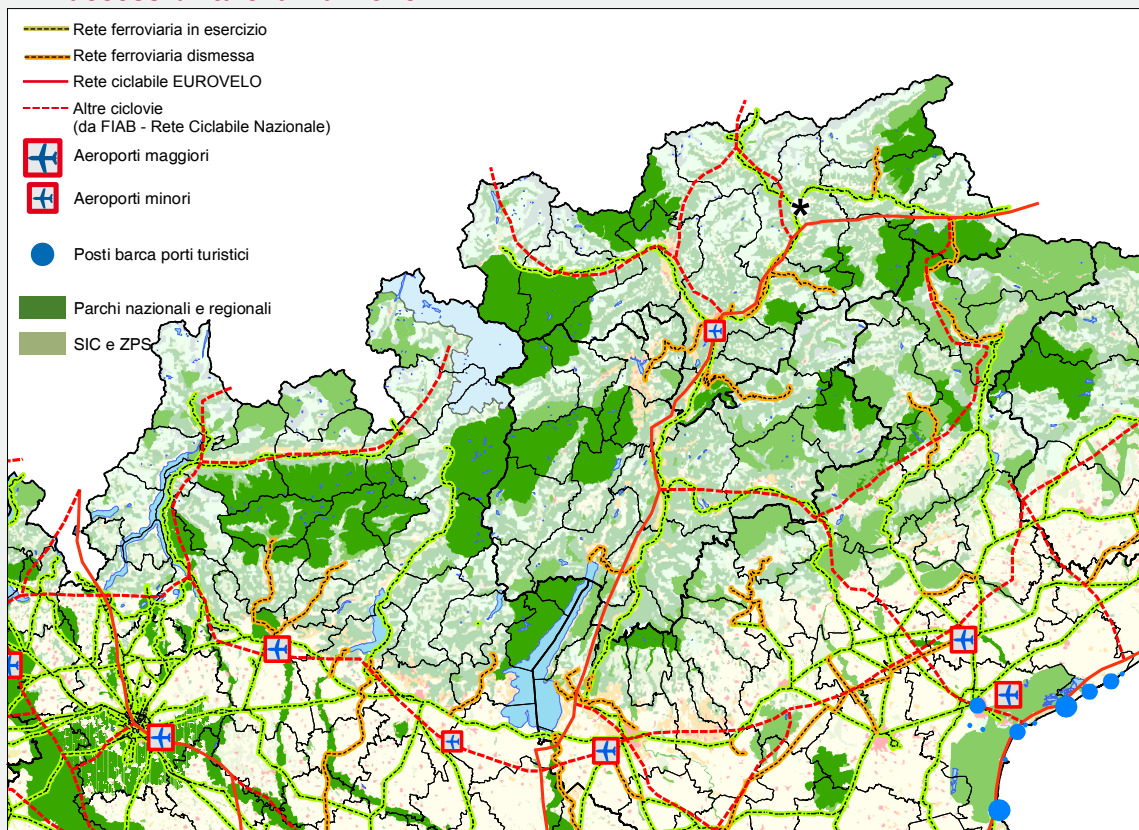 Rete ferroviaria in esercizio
Rete ferroviaria dismessa
Rete ciclabile EUROVELO
Altre ciclovie
(da FIAB - Rete Ciclabile Nazionale)
Aeroporti maggiori
Aeroporti minori
Posti barca porti turistici
Parchi nazionali e regionali
SIC e ZPS
*